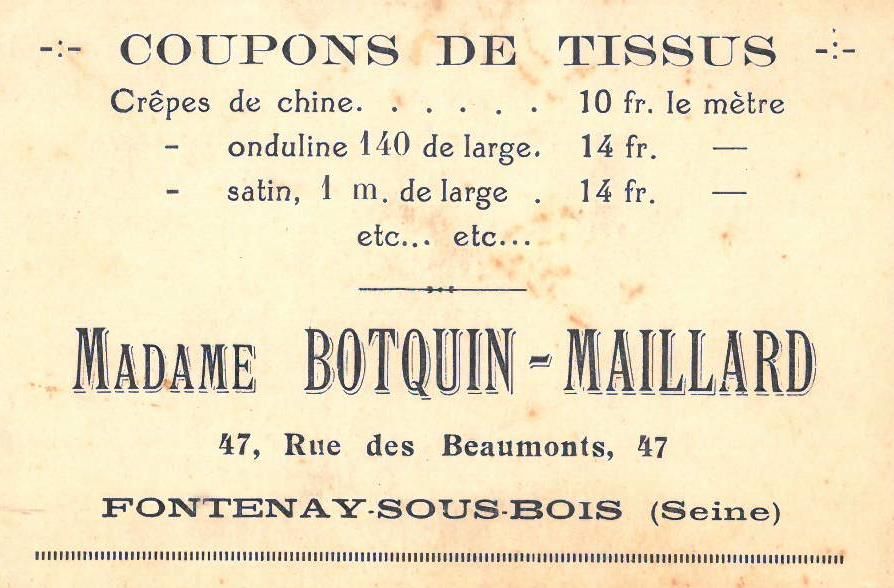 -:- COUPONS DE TISSUS -:-
Crêpes de chine. . . . . . 10 fr. le mètre
- onduline 140 de large. 14 fr. —
- satin, 1 m. de large . 14 fr. —
etc... etc...
MADAME BOTQUIN-MAILLARD
47, Rue des Beaumonts, 47
FONTENAY-SOUS-BOIS (Seine)